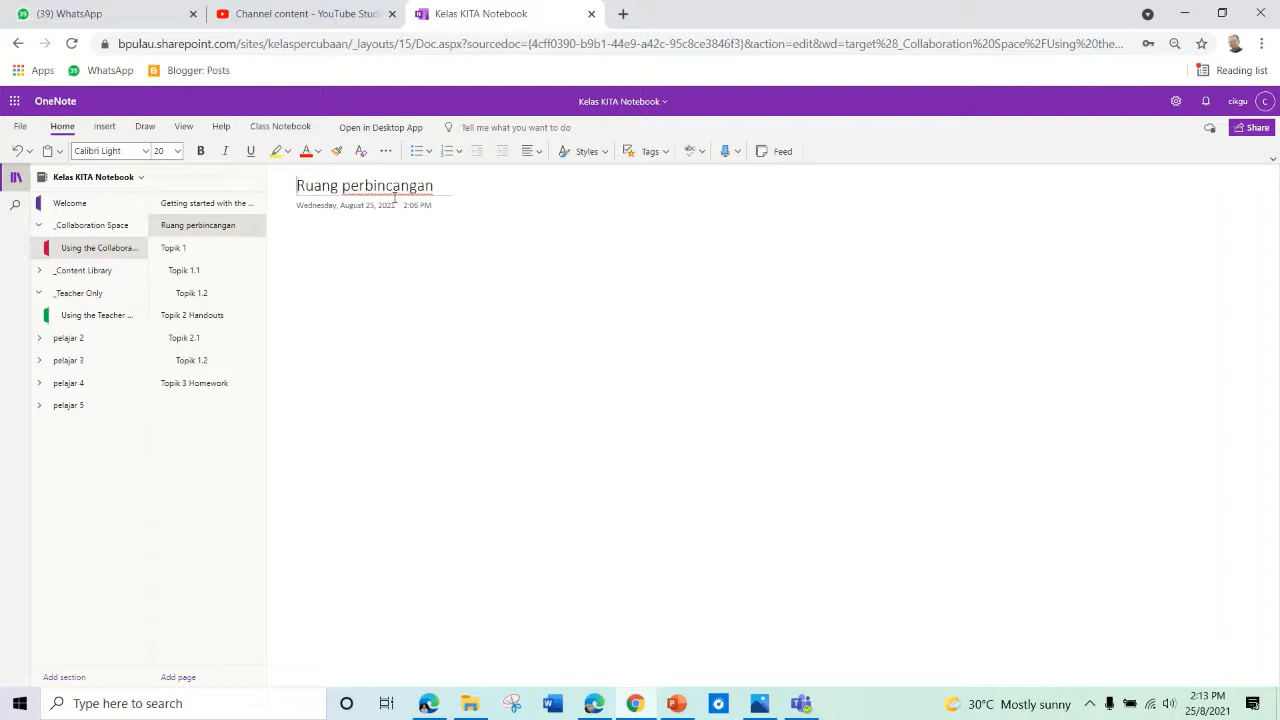 (39) WhatsApp
Channel content - YouTube Stud
Kelas KITA Notebook
bpulau.sharepoint.com/sites/kelaspercubaan/_layouts/15/Doc.aspx?sourcedoc={4cff0390-b9b1-44e9-a42c-95c8ce3846f3}&action=edit&wd=target%28_Collaboration%20Space%2FUsing%20the...
Apps
39
WhatsApp
Blogger: Posts
Reading list
OneNote
Kelas KITA Notebook
cikgu
C
File
Home
Insert
Draw
View
Help
Class Notebook
Open in Desktop App
Tell me what you want to do
Share
Calibri Light
20
B
I
U
A
Styles
Tags
Feed
Kelas KITA Notebook
Welcome
_Collaboration Space
Using the Collabora...
_Content Library
_Teacher Only
Using the Teacher ...
pelajar 2
pelajar 3
pelajar 4
pelajar 5
Add section
Getting started with the ...
Ruang perbincangan
Topik 1
Topik 1.1
Topik 1.2
Topik 2 Handouts
Topik 2.1
Topik 1.2
Topik 3 Homework
Add page
Ruang perbincangan
Wednesday, August 25, 2021 2:06 PM
Type here to search
30°C Mostly sunny
2:13 PM
25/8/2021